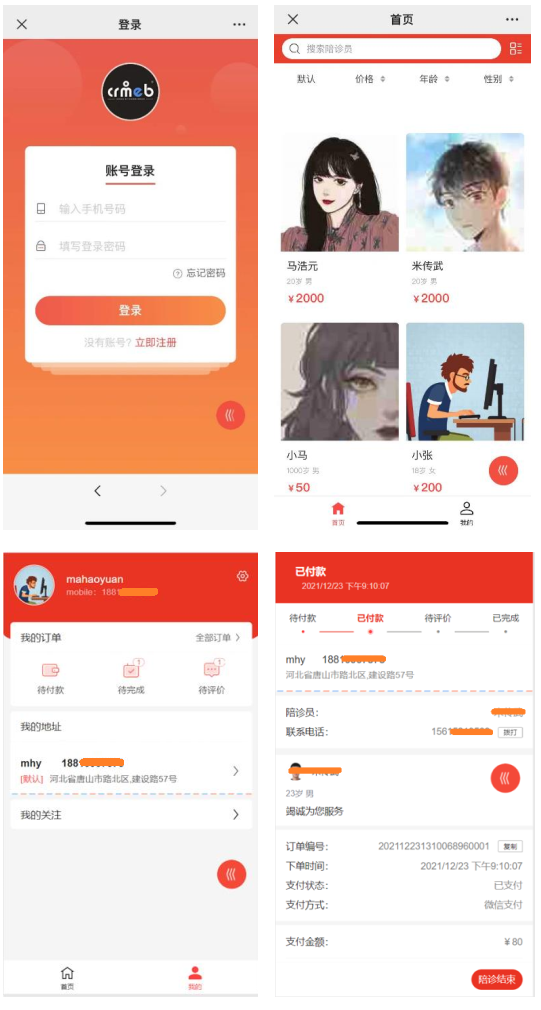 登录
crmeb
账号登录
输入手机号码
填写登录密码
忘记密码
登录
没有账号? 立即注册
首页
搜索陪诊员
默认 价格 年龄 性别
马浩元
20岁 男
¥2000
米传武
20岁 男
¥2000
小马
1000岁 男
¥50
小张
18岁 女
¥200
首页 我的
mahaoyuan
mobile: 1881
我的订单 全部订单
1 1
待付款 待完成 待评价
我的地址
mhy 188
[默认] 河北省唐山市路北区,建设路57号
我的关注
首页 我的
已付款
2021/12/23 下午9:10:07
待付款 已付款 待评价 已完成
mhy 1881
河北省唐山市路北区,建设路57号
陪诊员:
联系电话: 1561 拨打
23岁 男
竭诚为您服务
订单编号: 202112231310068960001 复制
下单时间: 2021/12/23 下午9:10:07
支付状态: 已支付
支付方式: 微信支付
支付金额: ¥80
陪诊结束